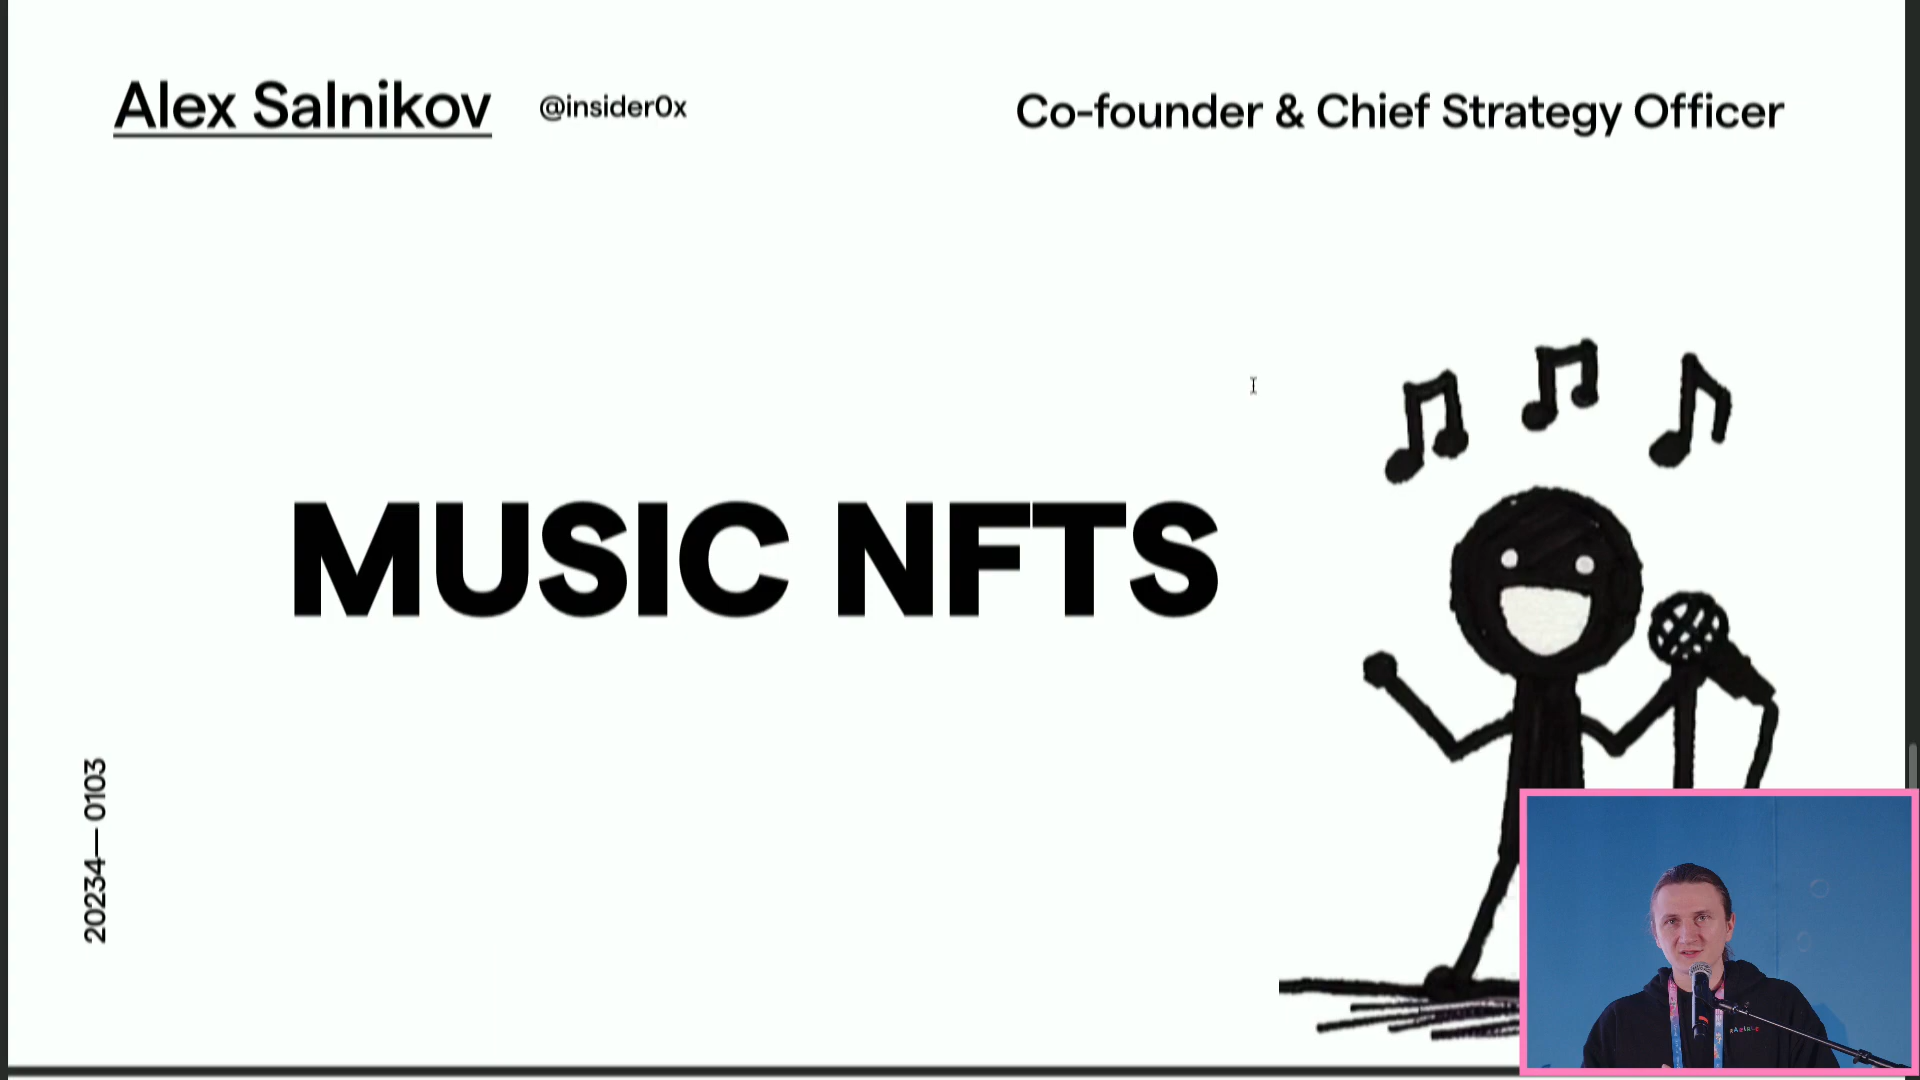 Alex Salnikov @insider0x Co-founder & Chief Strategy Officer
MUSIC NFTS
20234— 0103